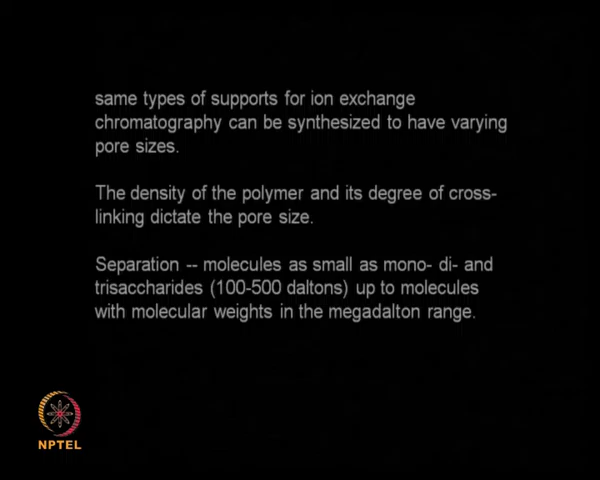 same types of supports for ion exchange
chromatography can be synthesized to have varying
pore sizes.
The density of the polymer and its degree of cross-
linking dictate the pore size.
Separation -- molecules as small as mono- di- and
trisaccharides (100-500 daltons) up to molecules
with molecular weights in the megadalton range.
NPTEL